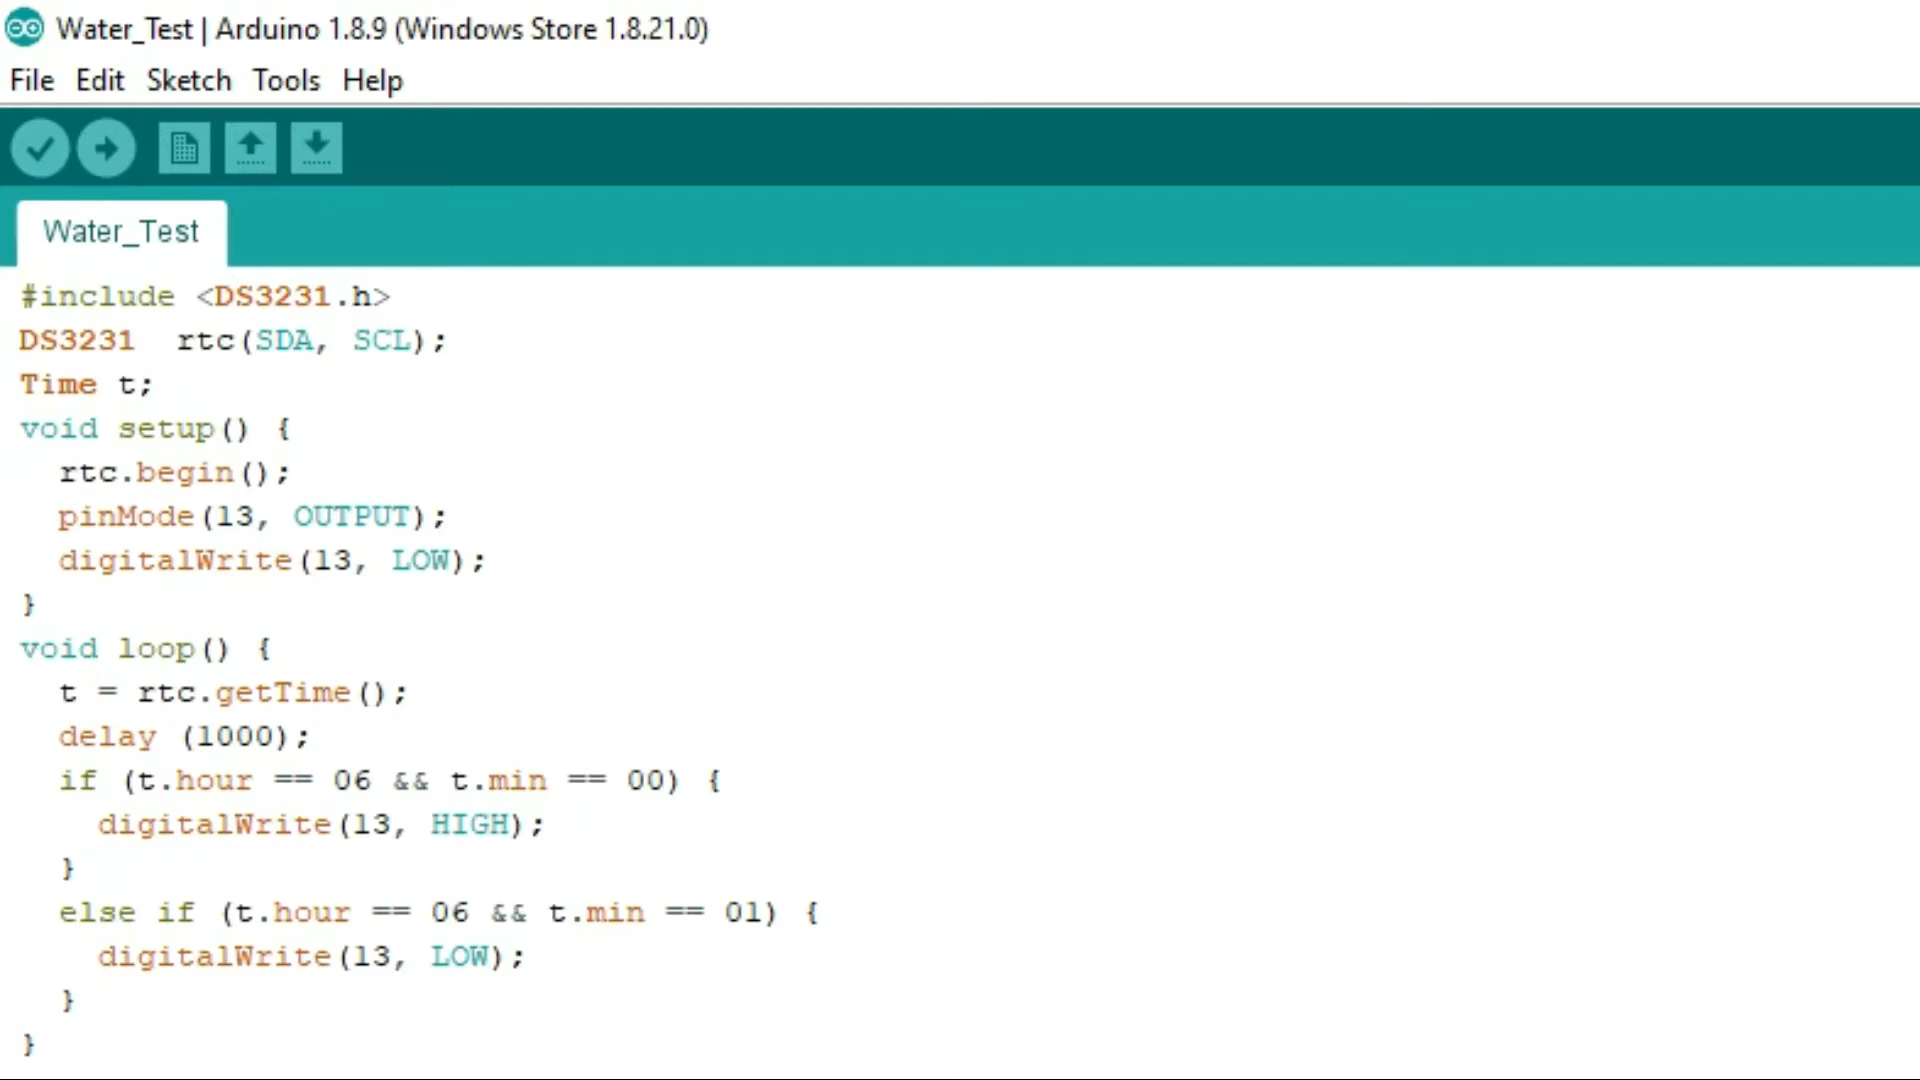 Water_Test | Arduino 1.8.9 (Windows Store 1.8.21.0)
File Edit Sketch Tools Help
Water_Test
#include <DS3231.h>
DS3231  rtc(SDA, SCL);
Time t;
void setup() {
  rtc.begin();
  pinMode(13, OUTPUT);
  digitalWrite(13, LOW);
}
void loop() {
  t = rtc.getTime();
  delay (1000);
  if (t.hour == 06 && t.min == 00) {
    digitalWrite(13, HIGH);
  }
  else if (t.hour == 06 && t.min == 01) {
    digitalWrite(13, LOW);
  }
}